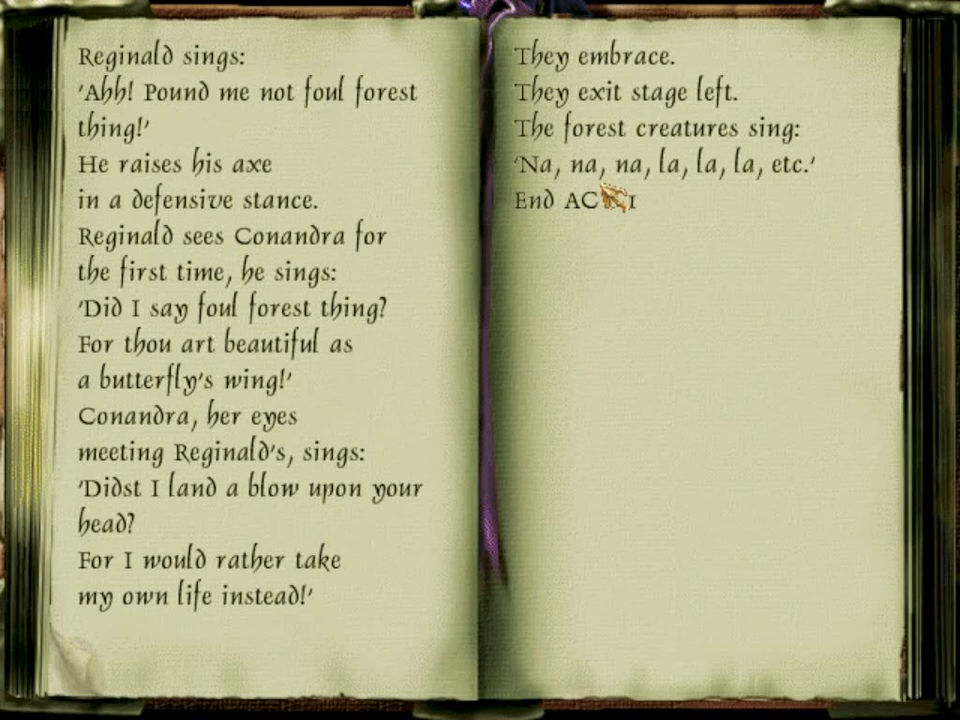 Reginald sings:
'Ahh! Pound me not foul forest
thing!'
He raises his axe
in a defensive stance.
Reginald sees Conandra for
the first time, he sings:
'Did I say foul forest thing?
For thou art beautiful as
a butterfly's wing!'
Conandra, her eyes
meeting Reginald's, sings:
'Didst I land a blow upon your
head?
For I would rather take
my own life instead!'
They embrace.
They exit stage left.
The forest creatures sing:
'Na, na, na, la, la, la, etc.'
End